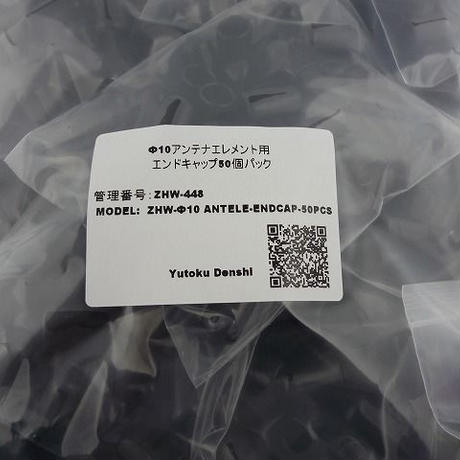 Φ10アンテナエレメント用
エンドキャップ50個パック
管理番号:ZHW-448
MODEL: ZHW-Φ10 ANTELE-ENDCAP-50PCS
Yutoku Denshi